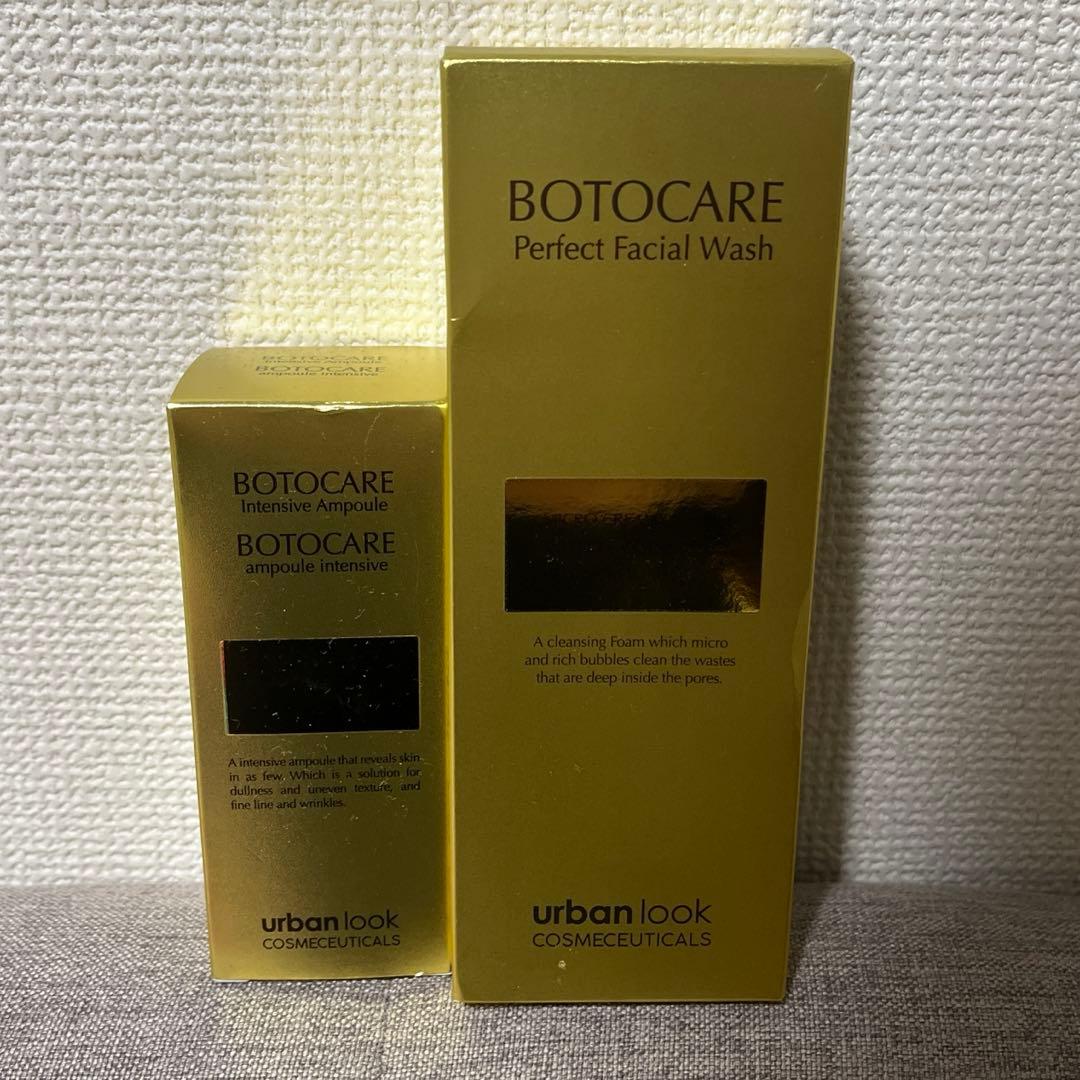 BOTOCARE
Intensive Ampoule
BOTOCARE
ampoule intensive
BOTOCARE
Intensive Ampoule
BOTOCARE
ampoule intensive
A intensive ampoule that reveals skin
in as few. Which is a solution for
dullness and uneven texture, and
fine line and wrinkles.
urban look
COSMECEUTICALS
BOTOCARE
Perfect Facial Wash
A cleansing Foam which micro
and rich bubbles clean the wastes
that are deep inside the pores.
urban look
COSMECEUTICALS